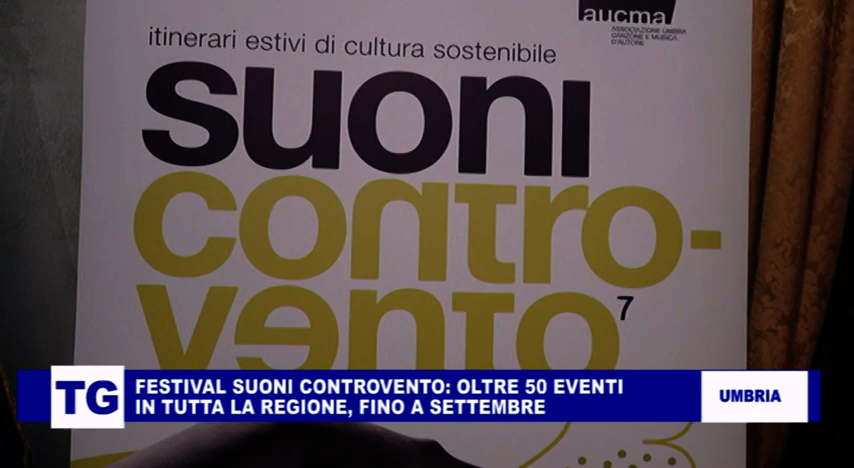 aucma
ASSOCIAZIONE UMBRA
CANZONE E MUSICA
D'AUTORE
itinerari estivi di cultura sostenibile
suoni
contro-
vento
7
TG
FESTIVAL SUONI CONTROVENTO: OLTRE 50 EVENTI
IN TUTTA LA REGIONE, FINO A SETTEMBRE
UMBRIA